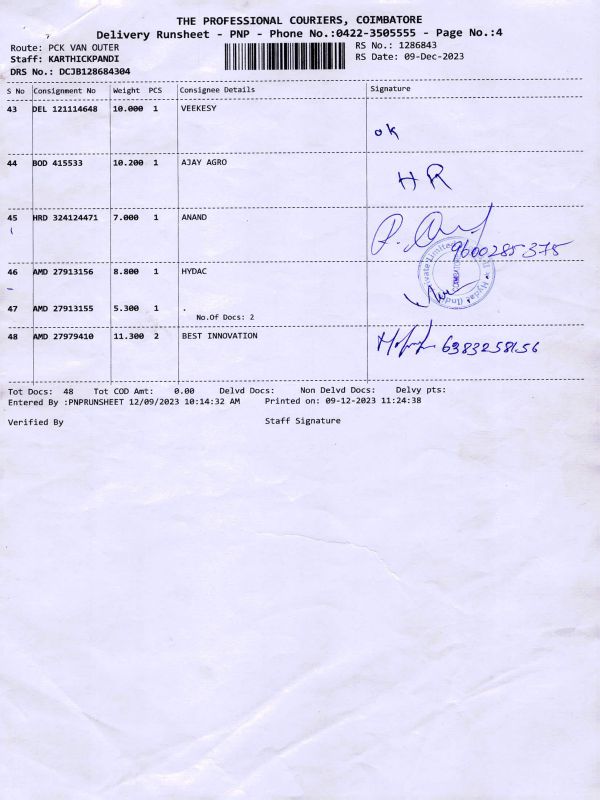 THE PROFESSIONAL COURIERS, COIMBATORE
Delivery Runsheet - PNP - Phone No.:0422-3505555 - Page No.:4
Route: PCK VAN OUTER RS No.: 1286843
Staff: KARTHICKPANDI RS Date: 09-Dec-2023
DRS No.: DCJB128684304
S No Consignment No Weight PCS Consignee Details Signature
43 DEL 121114648 10.000 1 VEEKESY
ok
44 BOD 415533 10.200 1 AJAY AGRO
HR
45 HRD 324124471 7.000 1 ANAND
9600285375
46 AMD 27913156 8.800 1 HYDAC
47 AMD 27913155 5.300 1 .
No.Of Docs: 2
48 AMD 27979410 11.300 2 BEST INNOVATION
6383258156
Tot Docs: 48 Tot COD Amt: 0.00 Delvd Docs: Non Delvd Docs: Delvy pts:
Entered By :PNPRUNSHEET 12/09/2023 10:14:32 AM Printed on: 09-12-2023 11:24:38
Verified By Staff Signature